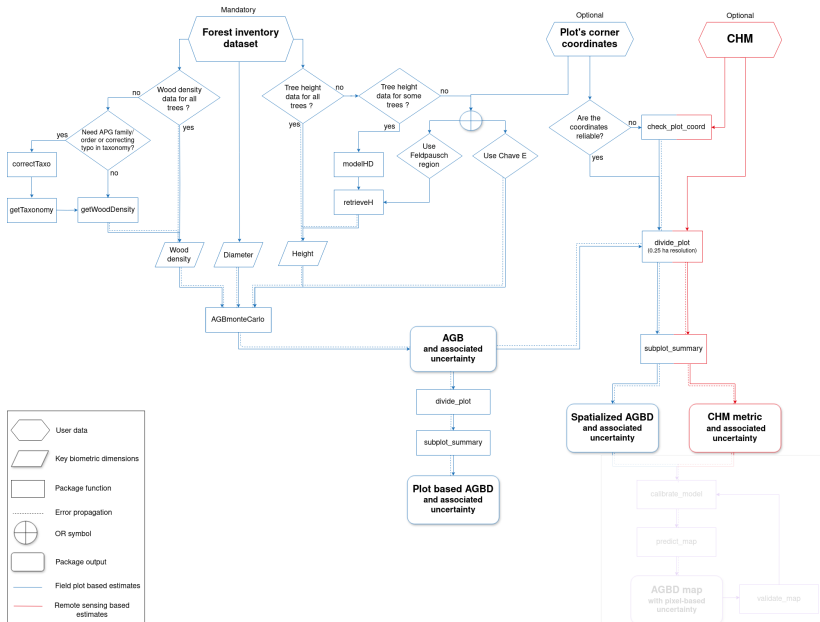 Mandatory
Optional
Optional
Forest inventory
dataset
Plot's corner
coordinates
CHM
no
Wood density
data for all
trees ?
Tree height
data for all
trees ?
no
Tree height
data for some
trees ?
no
yes
Need APG family/
order or correcting
typo in taxonomy?
yes
yes
yes
Are the
coordinates
reliable?
no
check_plot_coord
correctTaxo
no
modelHD
Use
Feldpausch
region
Use Chave E
yes
getTaxonomy
getWoodDensity
retrieveH
Wood
density
Diameter
Height
divide_plot
(0.25 ha resolution)
AGBmonteCarlo
AGB
and associated
uncertainty
subplot_summary
divide_plot
subplot_summary
Plot based AGBD
and associated
uncertainty
Spatialized AGBD
and associated
uncertainty
CHM metric
and associated
uncertainty
calibrate_model
predict_map
AGBD map
with pixel-based
uncertainty
validate_map
User data
Key biometric dimensions
Package function
Error propagation
OR symbol
Package output
Field plot based estimates
Remote sensing based
estimates